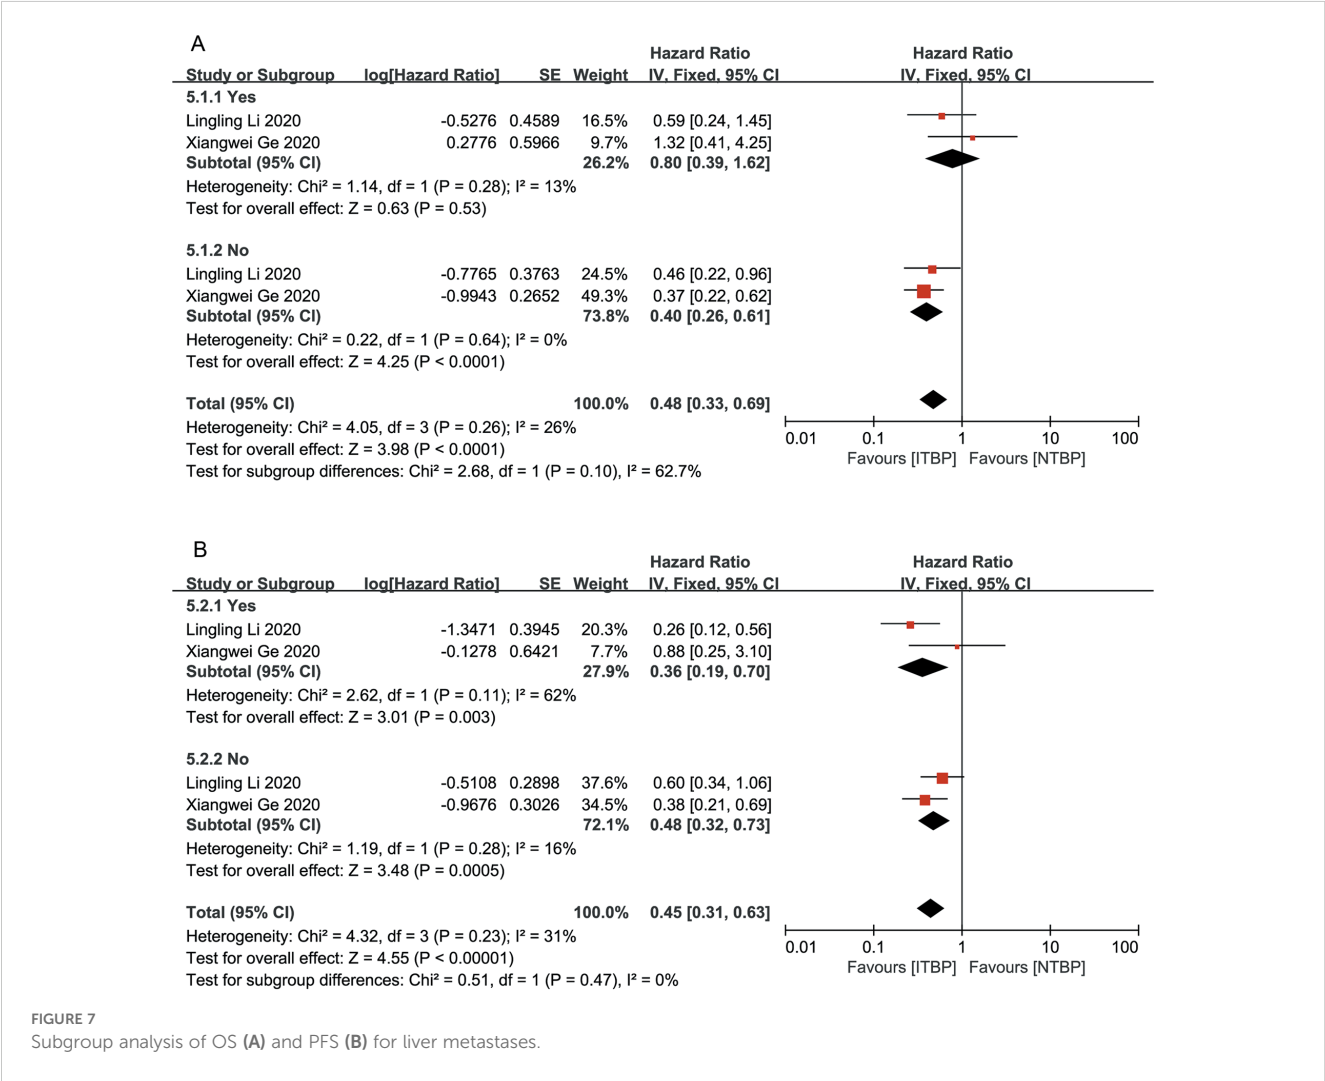 A
Hazard Ratio Hazard Ratio
Study or Subgroup log[Hazard Ratio] SE Weight IV, Fixed, 95% CI IV, Fixed, 95% CI
5.1.1 Yes
Lingling Li 2020 -0.5276 0.4589 16.5% 0.59 [0.24, 1.45]
Xiangwei Ge 2020 0.2776 0.5966 9.7% 1.32 [0.41, 4.25]
Subtotal (95% CI) 26.2% 0.80 [0.39, 1.62]
Heterogeneity: Chi² = 1.14, df = 1 (P = 0.28); I² = 13%
Test for overall effect: Z = 0.63 (P = 0.53)
5.1.2 No
Lingling Li 2020 -0.7765 0.3763 24.5% 0.46 [0.22, 0.96]
Xiangwei Ge 2020 -0.9943 0.2652 49.3% 0.37 [0.22, 0.62]
Subtotal (95% CI) 73.8% 0.40 [0.26, 0.61]
Heterogeneity: Chi² = 0.22, df = 1 (P = 0.64); I² = 0%
Test for overall effect: Z = 4.25 (P < 0.0001)
Total (95% CI) 100.0% 0.48 [0.33, 0.69]
Heterogeneity: Chi² = 4.05, df = 3 (P = 0.26); I² = 26%
Test for overall effect: Z = 3.98 (P < 0.0001)
Test for subgroup differences: Chi² = 2.68, df = 1 (P = 0.10), I² = 62.7%
0.01 0.1 1 10 100
Favours [ITBP] Favours [NTBP]
B
Hazard Ratio Hazard Ratio
Study or Subgroup log[Hazard Ratio] SE Weight IV, Fixed, 95% CI IV, Fixed, 95% CI
5.2.1 Yes
Lingling Li 2020 -1.3471 0.3945 20.3% 0.26 [0.12, 0.56]
Xiangwei Ge 2020 -0.1278 0.6421 7.7% 0.88 [0.25, 3.10]
Subtotal (95% CI) 27.9% 0.36 [0.19, 0.70]
Heterogeneity: Chi² = 2.62, df = 1 (P = 0.11); I² = 62%
Test for overall effect: Z = 3.01 (P = 0.003)
5.2.2 No
Lingling Li 2020 -0.5108 0.2898 37.6% 0.60 [0.34, 1.06]
Xiangwei Ge 2020 -0.9676 0.3026 34.5% 0.38 [0.21, 0.69]
Subtotal (95% CI) 72.1% 0.48 [0.32, 0.73]
Heterogeneity: Chi² = 1.19, df = 1 (P = 0.28); I² = 16%
Test for overall effect: Z = 3.48 (P = 0.0005)
Total (95% CI) 100.0% 0.45 [0.31, 0.63]
Heterogeneity: Chi² = 4.32, df = 3 (P = 0.23); I² = 31%
Test for overall effect: Z = 4.55 (P < 0.00001)
Test for subgroup differences: Chi² = 0.51, df = 1 (P = 0.47), I² = 0%
0.01 0.1 1 10 100
Favours [ITBP] Favours [NTBP]
FIGURE 7
Subgroup analysis of OS (A) and PFS (B) for liver metastases.